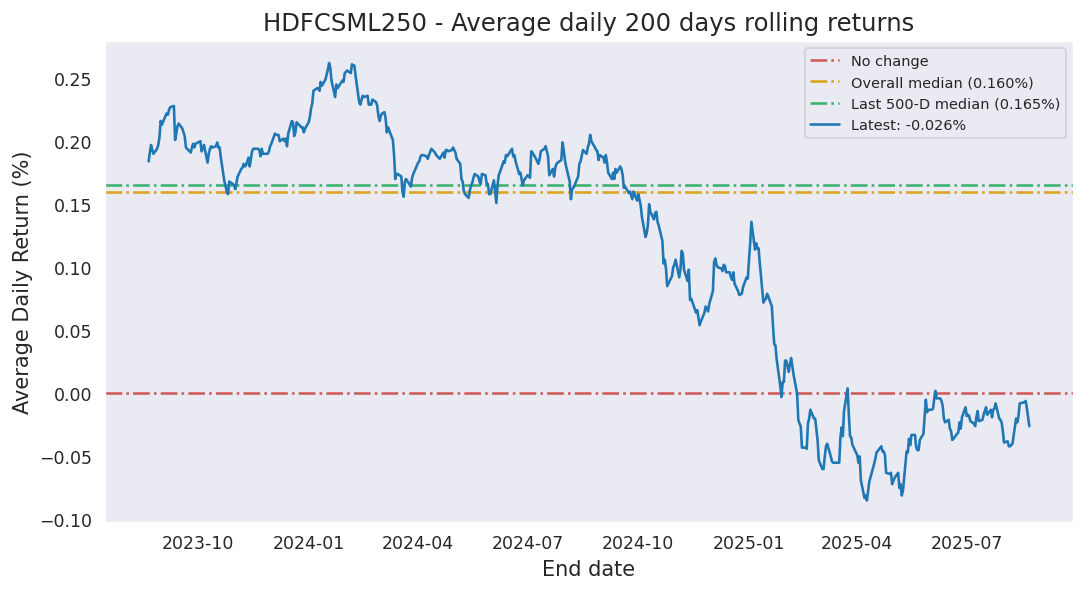 HDFCSML250 - Average daily 200 days rolling returns
No change
Overall median (0.160%)
Last 500-D median (0.165%)
Latest: -0.026%
Average Daily Return (%)
0.25
0.20
0.15
0.10
0.05
0.00
−0.05
−0.10
2023-10 2024-01 2024-04 2024-07 2024-10 2025-01 2025-04 2025-07
End date